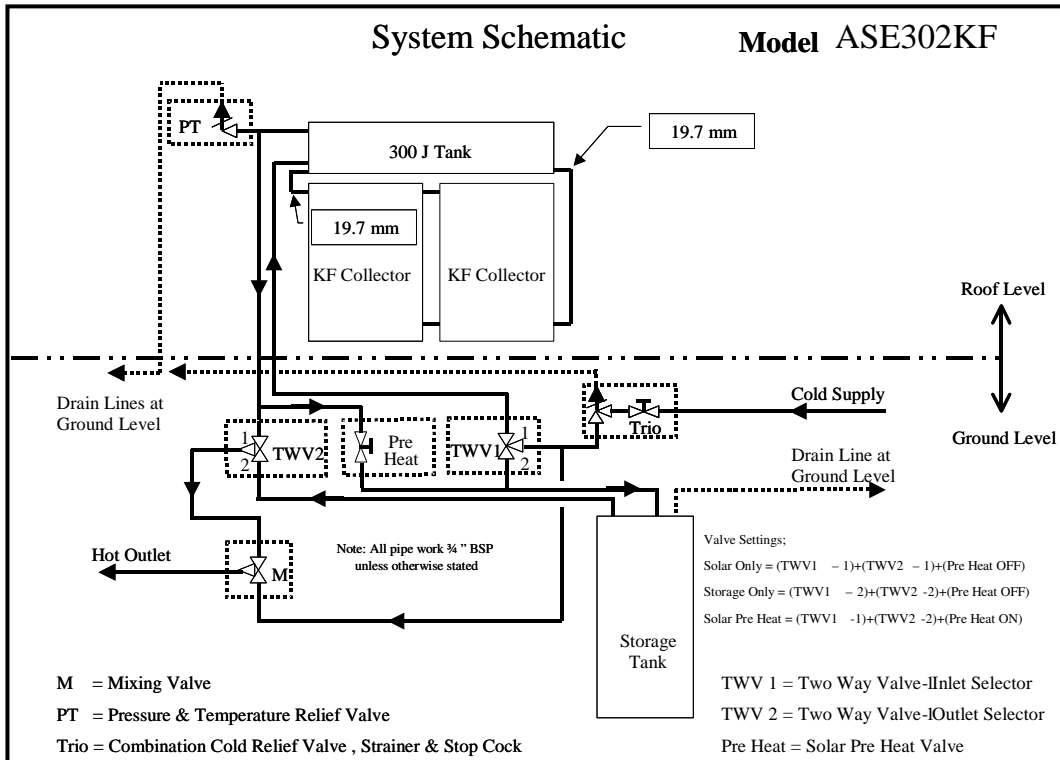 System Schematic
Model ASE302KF
PT
300 J Tank
19.7 mm
19.7 mm
KF Collector
KF Collector
Roof Level
Drain Lines at
Ground Level
Cold Supply
Trio
Ground Level
1
TWV2
2
Pre
Heat
TWV1
1
2
Drain Line at
Ground Level
Hot Outlet
M
Note: All pipe work ¾ ” BSP
unless otherwise stated
Valve Settings;
Solar Only = (TWV1 – 1)+(TWV2 – 1)+(Pre Heat OFF)
Storage Only = (TWV1 – 2)+(TWV2 -2)+(Pre Heat OFF)
Solar Pre Heat = (TWV1 -1)+(TWV2 -2)+(Pre Heat ON)
Storage
Tank
M = Mixing Valve
PT = Pressure & Temperature Relief Valve
Trio = Combination Cold Relief Valve , Strainer & Stop Cock
TWV 1 = Two Way Valve-IInlet Selector
TWV 2 = Two Way Valve-IOutlet Selector
Pre Heat = Solar Pre Heat Valve